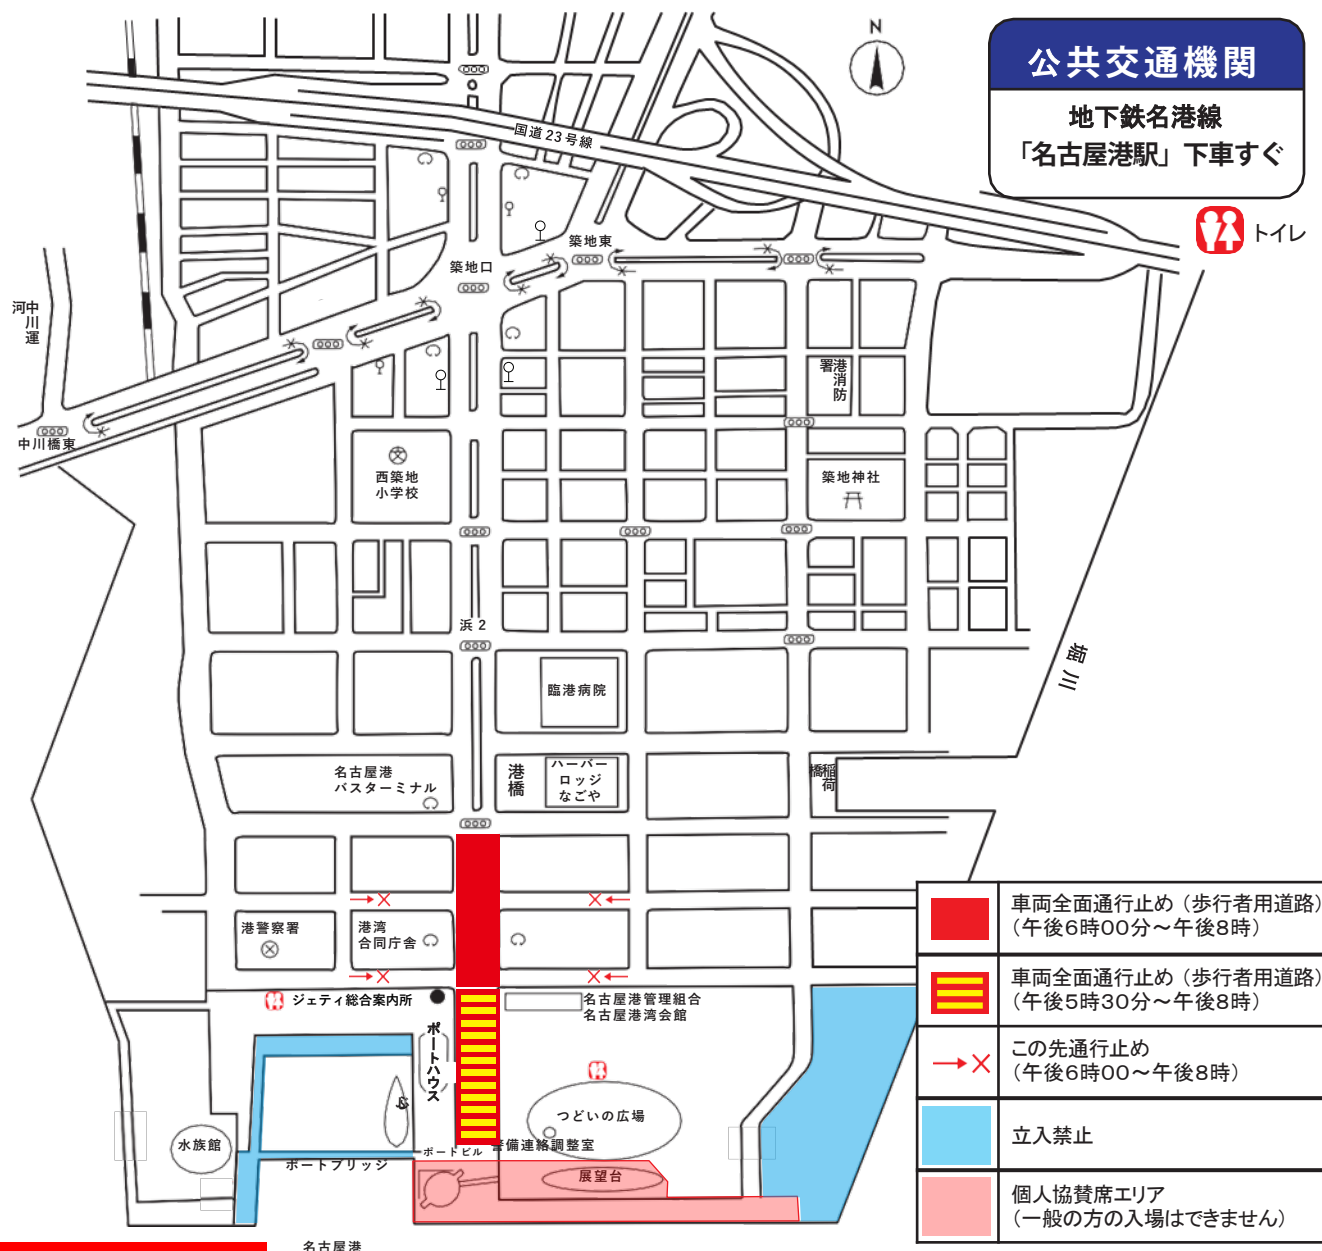 N
公共交通機関
地下鉄名港線
「名古屋港駅」下車すぐ
トイレ
国道23号線
築地東
築地口
中川運
河
中川橋東
港消防
署
西築地
小学校
文
築地神社
浜2
堀川
臨港病院
名古屋港
バスターミナル
港橋
ハーバー
ロッジ
なごや
稲荷
橋
港警察署
港湾
合同庁舎
ジェティ総合案内所
名古屋港管理組合
名古屋港湾会館
ポートハウス
つどいの広場
水族館
ポートブリッジ
ポートビル
警備連絡調整室
展望台
名古屋港
車両全面通行止め（歩行者用道路）
（午後6時00分～午後8時）
車両全面通行止め（歩行者用道路）
（午後5時30分～午後8時）
この先通行止め
（午後6時00～午後8時）
立入禁止
個人協賛席エリア
（一般の方の入場はできません）